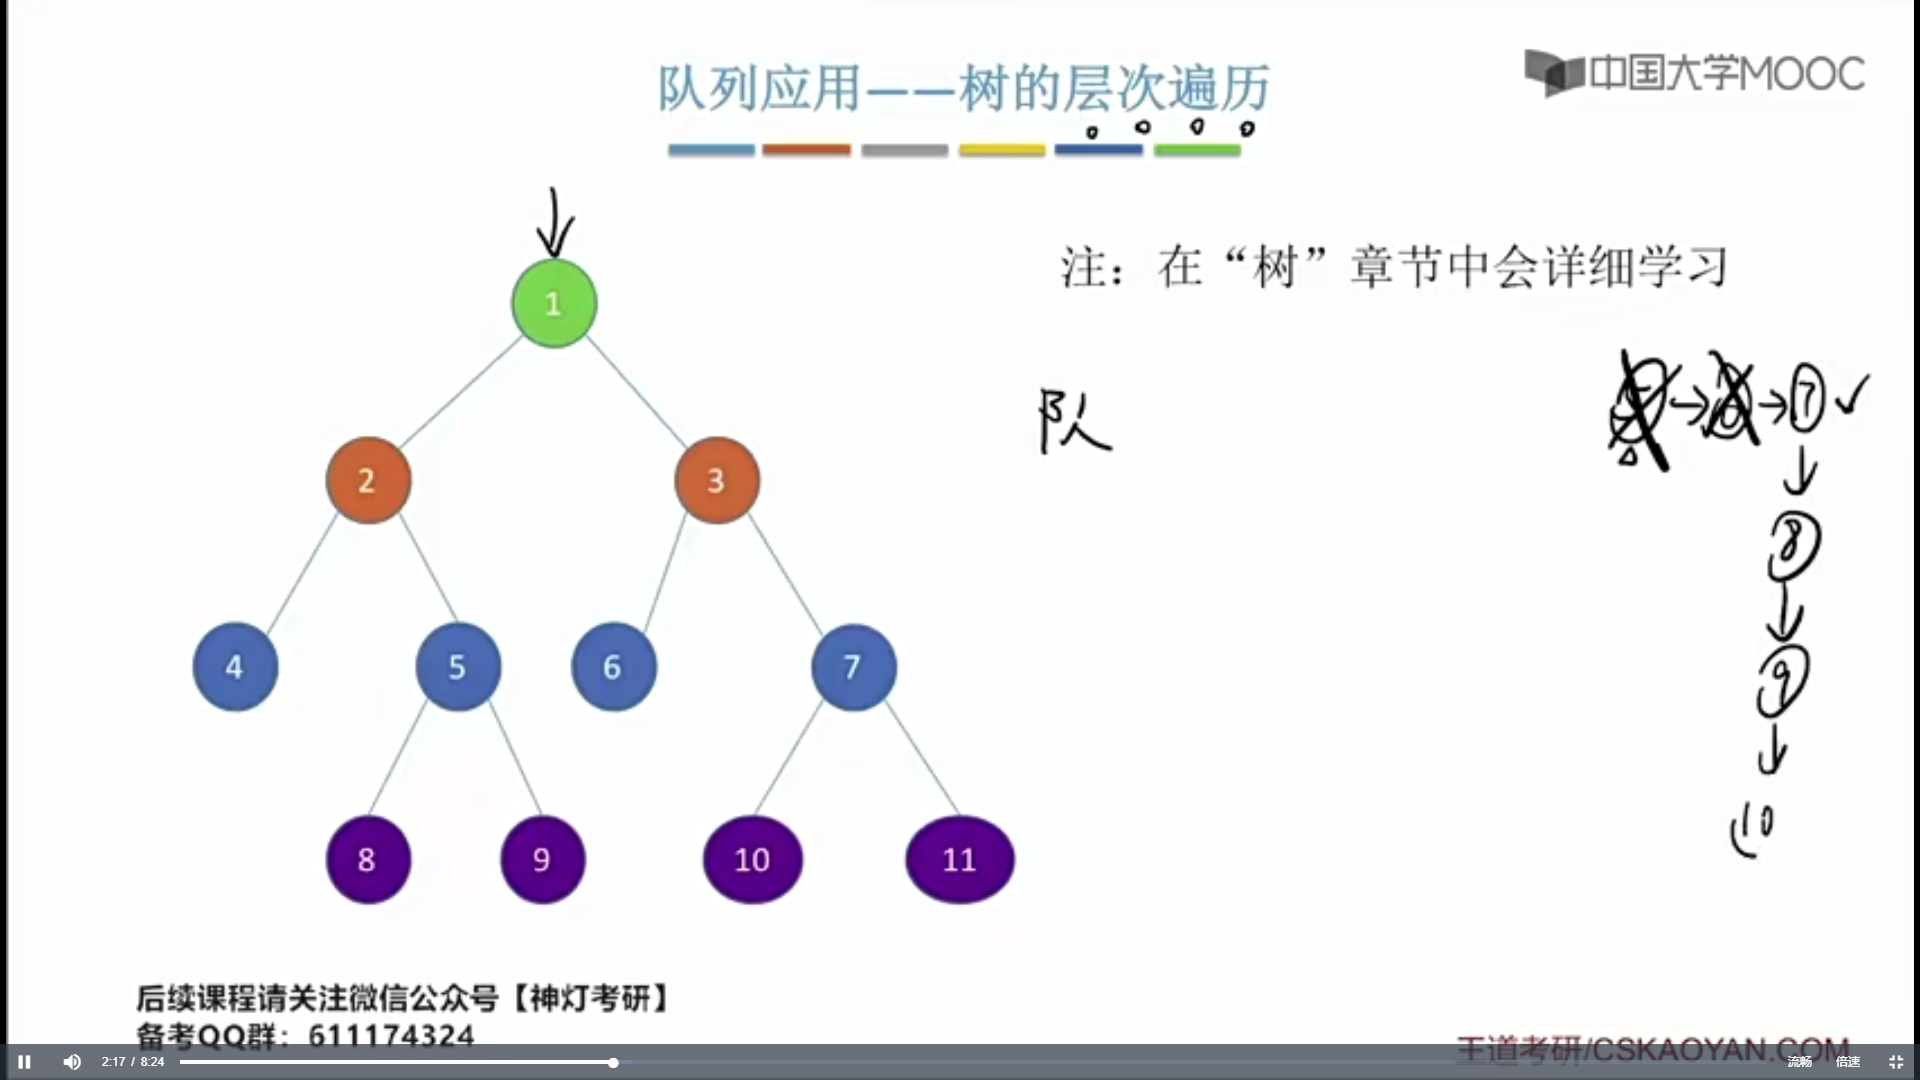 队列应用——树的层次遍历
中国大学MOOC
注：在“树”章节中会详细学习
1
队
7
2
3
8
4
5
6
7
9
10
8
9
10
11
后续课程请关注微信公众号【神灯考研】
备考QQ群：611174324
王道考研/CSKAOYAN.COM
2:17 / 8:24
流畅
倍速